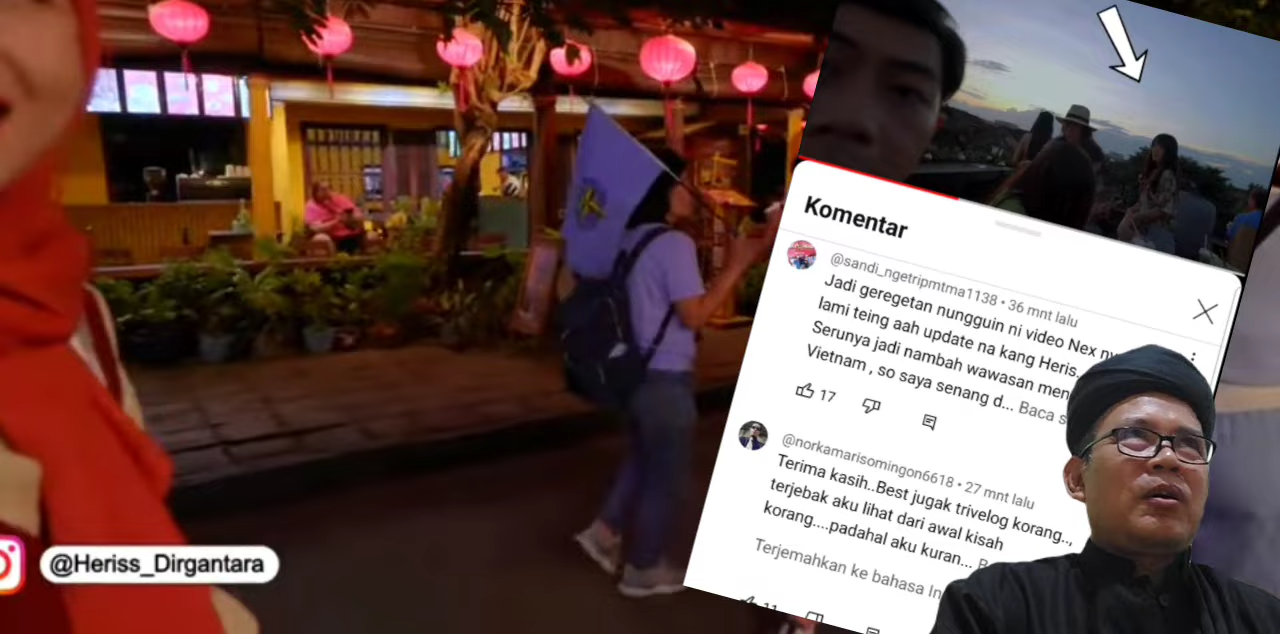 Komentar
@sandi_ngetripmtma1138 • 36 mnt lalu
Jadi geregetan nungguin ni video Nex
lami teing aah update na kang Heris.
Serunya jadi nambah wawasan
Vietnam , so saya senang d... Baca
17
@norkamarisomingon6618 • 27 mnt lalu
Terima kasih..Best jugak trivelog korang..,
terjebak aku lihat dari awal kisah
korang....padahal aku kuran...
Terjemahkan ke bahasa
11
@Heriss_Dirgantara